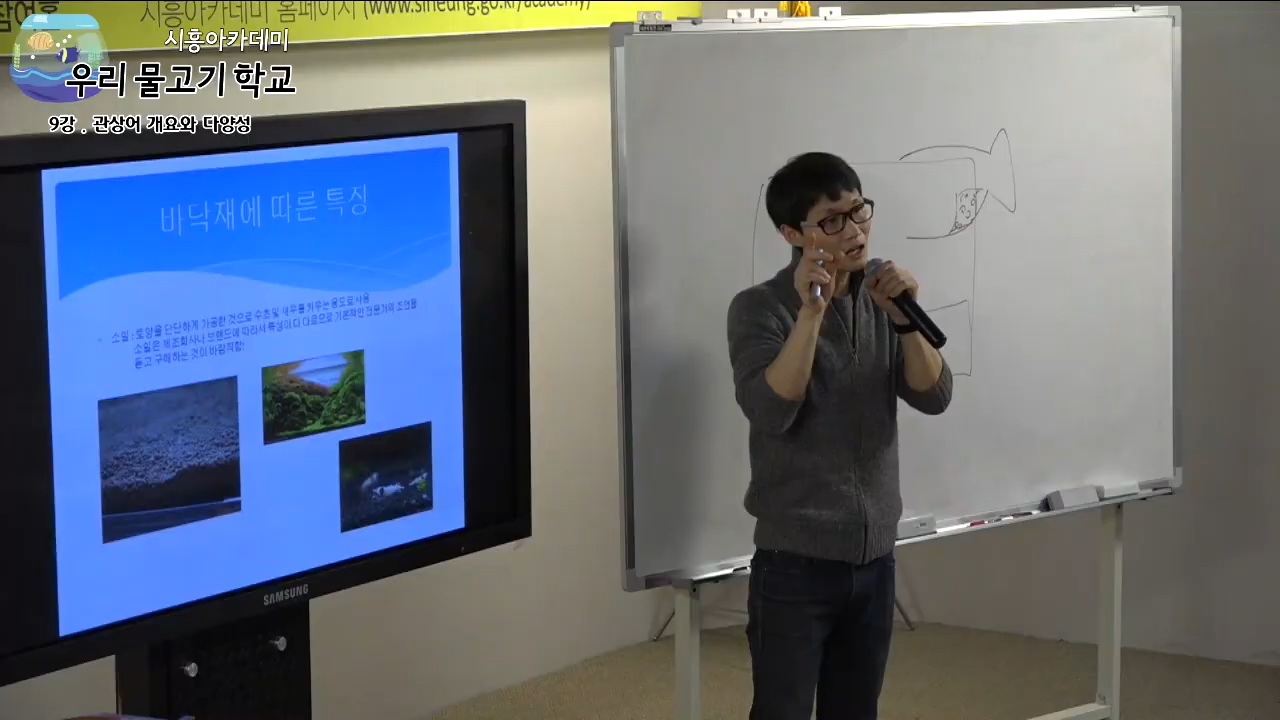 시흥아카데미 홈페이지 (www.siheung.go.kr/academy)
시흥아카데미
우리 물고기 학교
9강 . 관상어 개요와 다양성
바닥재에 따른 특징
• 소일 : 토양을 단단하게 가공한 것으로 수초 및 새우를 키우는 용도로 사용
소일은 제조회사나 브랜드에 따라서 특성이 다 다르므로 기본적인 전문가의 조언을
듣고 구매하는 것이 바람직함!
SAMSUNG